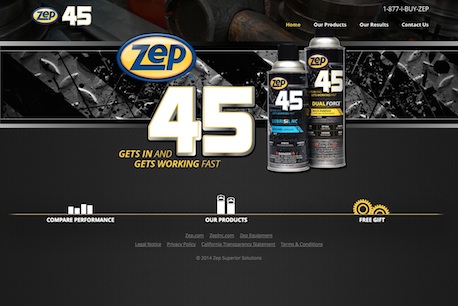 zep 45
1-877-I-BUY-ZEP
Home Our Products Our Results Contact Us
zep
45
GETS IN AND
GETS WORKING FAST
zep
45
zep
45
DUAL FORCE
COMPARE PERFORMANCE
OUR PRODUCTS
FREE GIFT
Zep.com ZepInc.com Zep Equipment
Legal Notice Privacy Policy California Transparency Statement Terms & Conditions
© 2014 Zep Superior Solutions